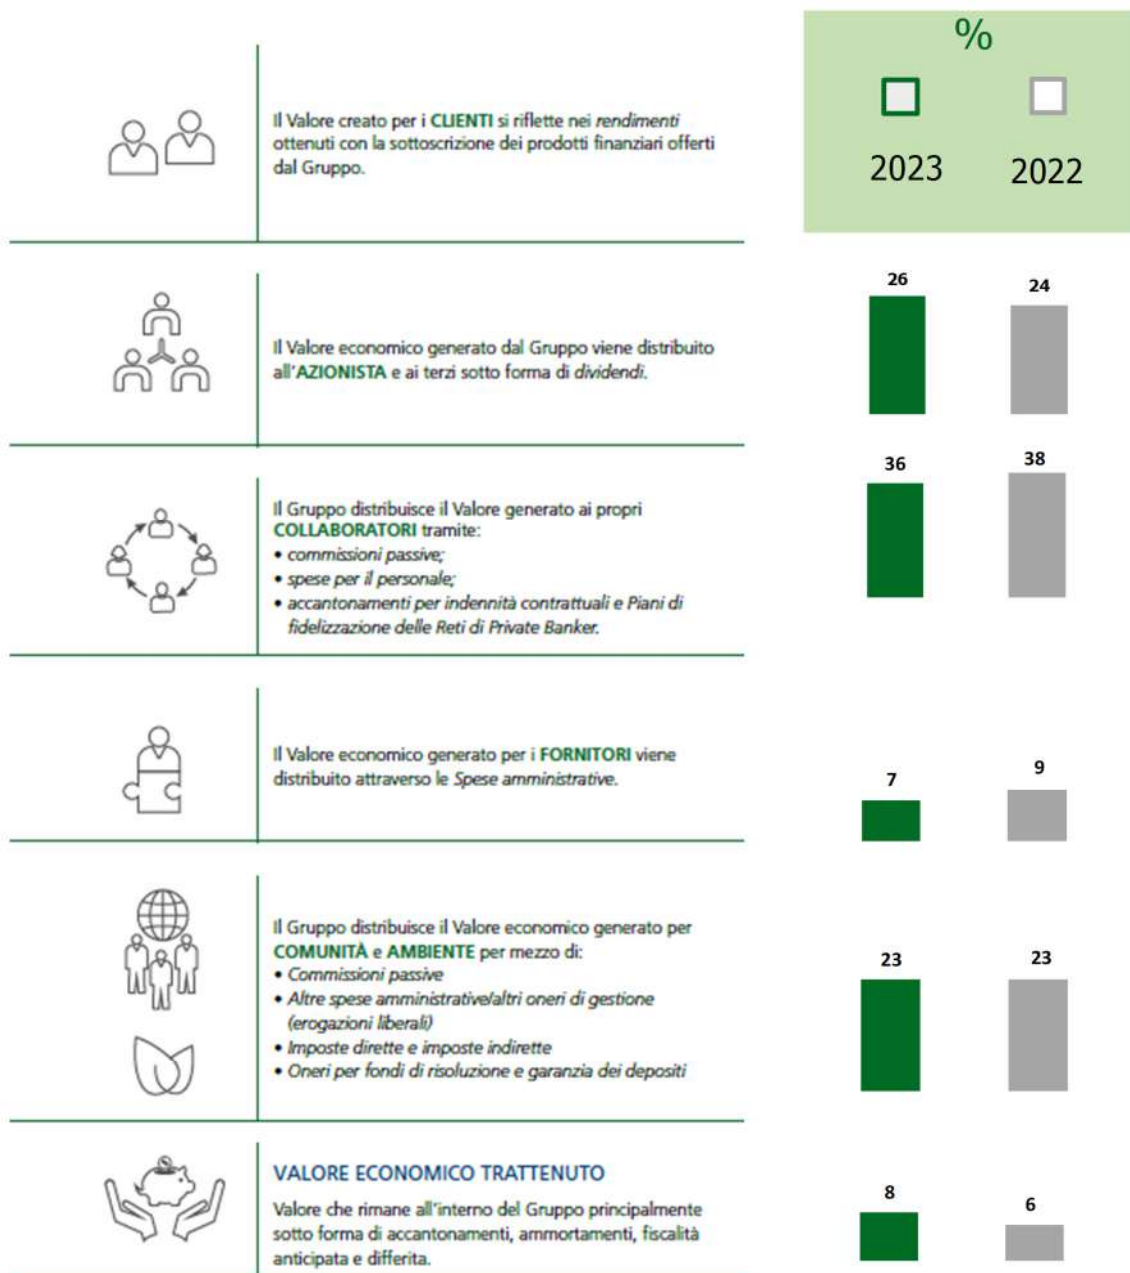 %
2023 2022
Il Valore creato per i CLIENTI si riflette nei rendimenti
ottenuti con la sottoscrizione dei prodotti finanziari offerti
dal Gruppo.
26 24
Il Valore economico generato dal Gruppo viene distribuito
all'AZIONISTA e ai terzi sotto forma di dividendi.
36 38
Il Gruppo distribuisce il Valore generato ai propri
COLLABORATORI tramite:
• commissioni passive;
• spese per il personale;
• accantonamenti per indennità contrattuali e Piani di
fidelizzazione delle Reti di Private Banker.
Il Valore economico generato per i FORNITORI viene
distribuito attraverso le Spese amministrative.
7 9
Il Gruppo distribuisce il Valore economico generato per
COMUNITÀ e AMBIENTE per mezzo di:
• Commissioni passive
• Altre spese amministrative/altri oneri di gestione
(erogazioni liberali)
• Imposte dirette e imposte indirette
• Oneri per fondi di risoluzione e garanzia dei depositi
23 23
VALORE ECONOMICO TRATTENUTO
Valore che rimane all'interno del Gruppo principalmente
sotto forma di accantonamenti, ammortamenti, fiscalità
anticipata e differita.
8 6